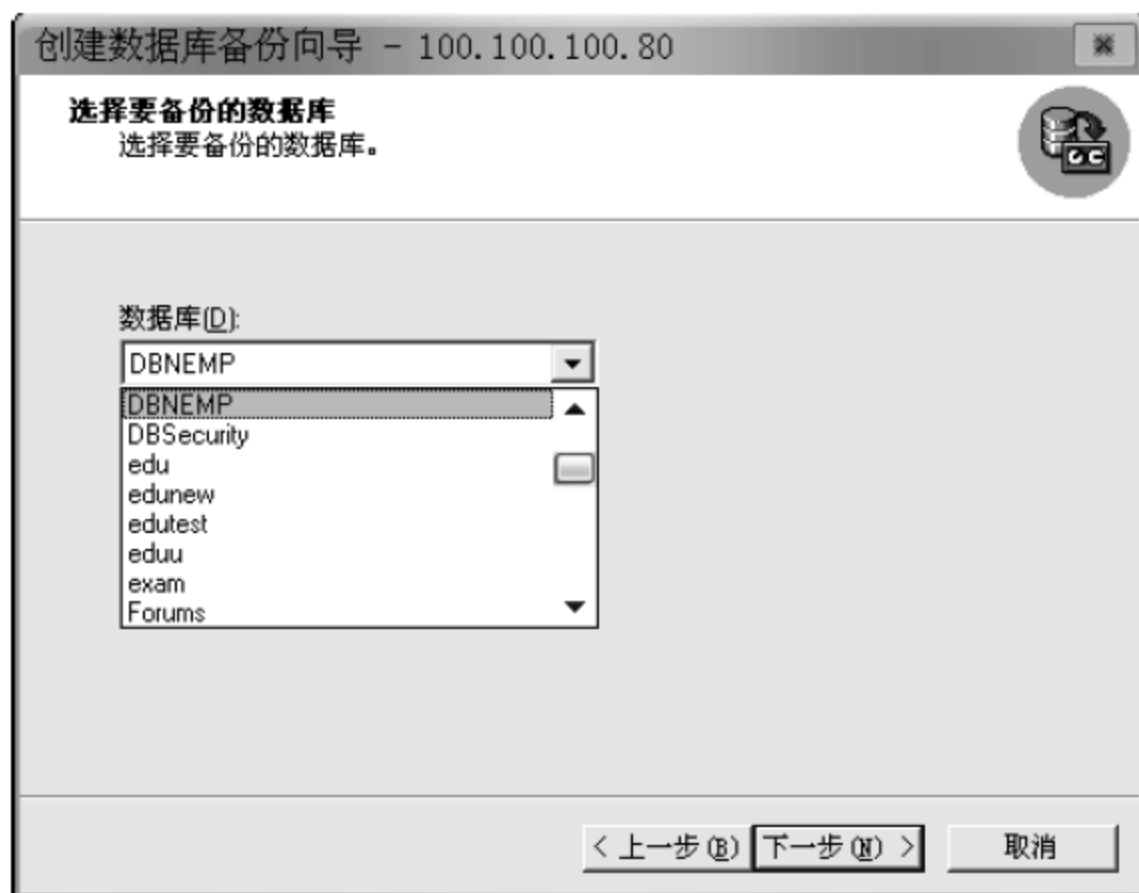 创建数据库备份向导 - 100.100.100.80
选择要备份的数据库
选择要备份的数据库。
数据库(D):
DBNEMP
DBNEMP
DBSecurity
edu
edunew
edutest
eduu
exam
Forums
< 上一步(B) 下一步(N) > 取消